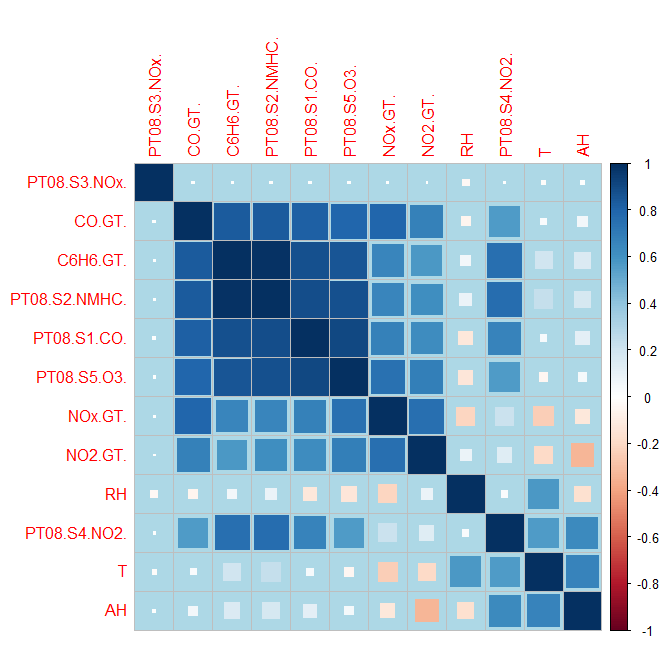 PT08.S3.NOx.
CO.GT.
C6H6.GT.
PT08.S2.NMHC.
PT08.S1.CO.
PT08.S5.O3.
NOx.GT.
NO2.GT.
RH
PT08.S4.NO2.
T
AH
PT08.S3.NOx.
CO.GT.
C6H6.GT.
PT08.S2.NMHC.
PT08.S1.CO.
PT08.S5.O3.
NOx.GT.
NO2.GT.
RH
PT08.S4.NO2.
T
AH
1
0.8
0.6
0.4
0.2
0
-0.2
-0.4
-0.6
-0.8
-1